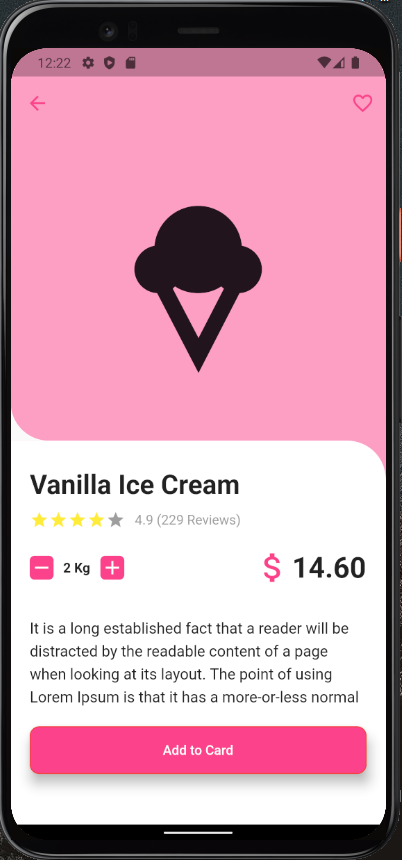 12:22
Vanilla Ice Cream
4.9 (229 Reviews)
2 Kg
$ 14.60
It is a long established fact that a reader will be
distracted by the readable content of a page
when looking at its layout. The point of using
Lorem Ipsum is that it has a more-or-less normal
Add to Card